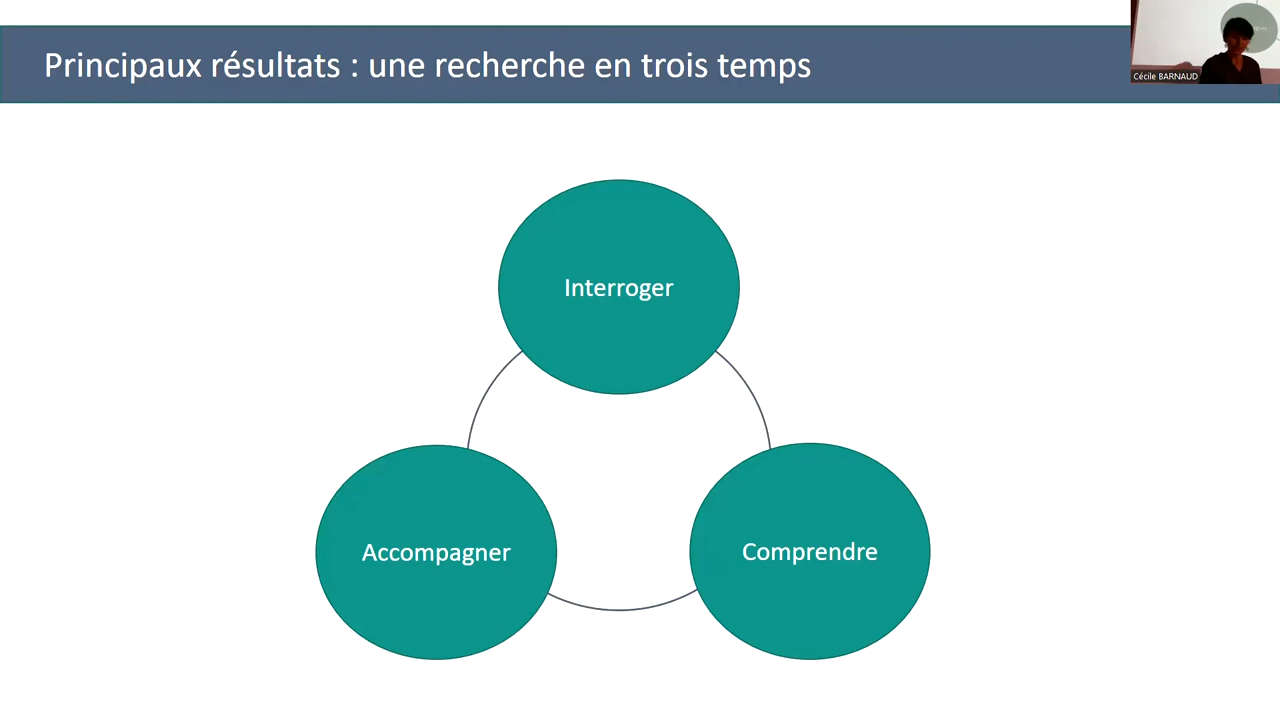 Principaux résultats : une recherche en trois temps
Cécile BARNAUD
Interroger
Accompagner
Comprendre